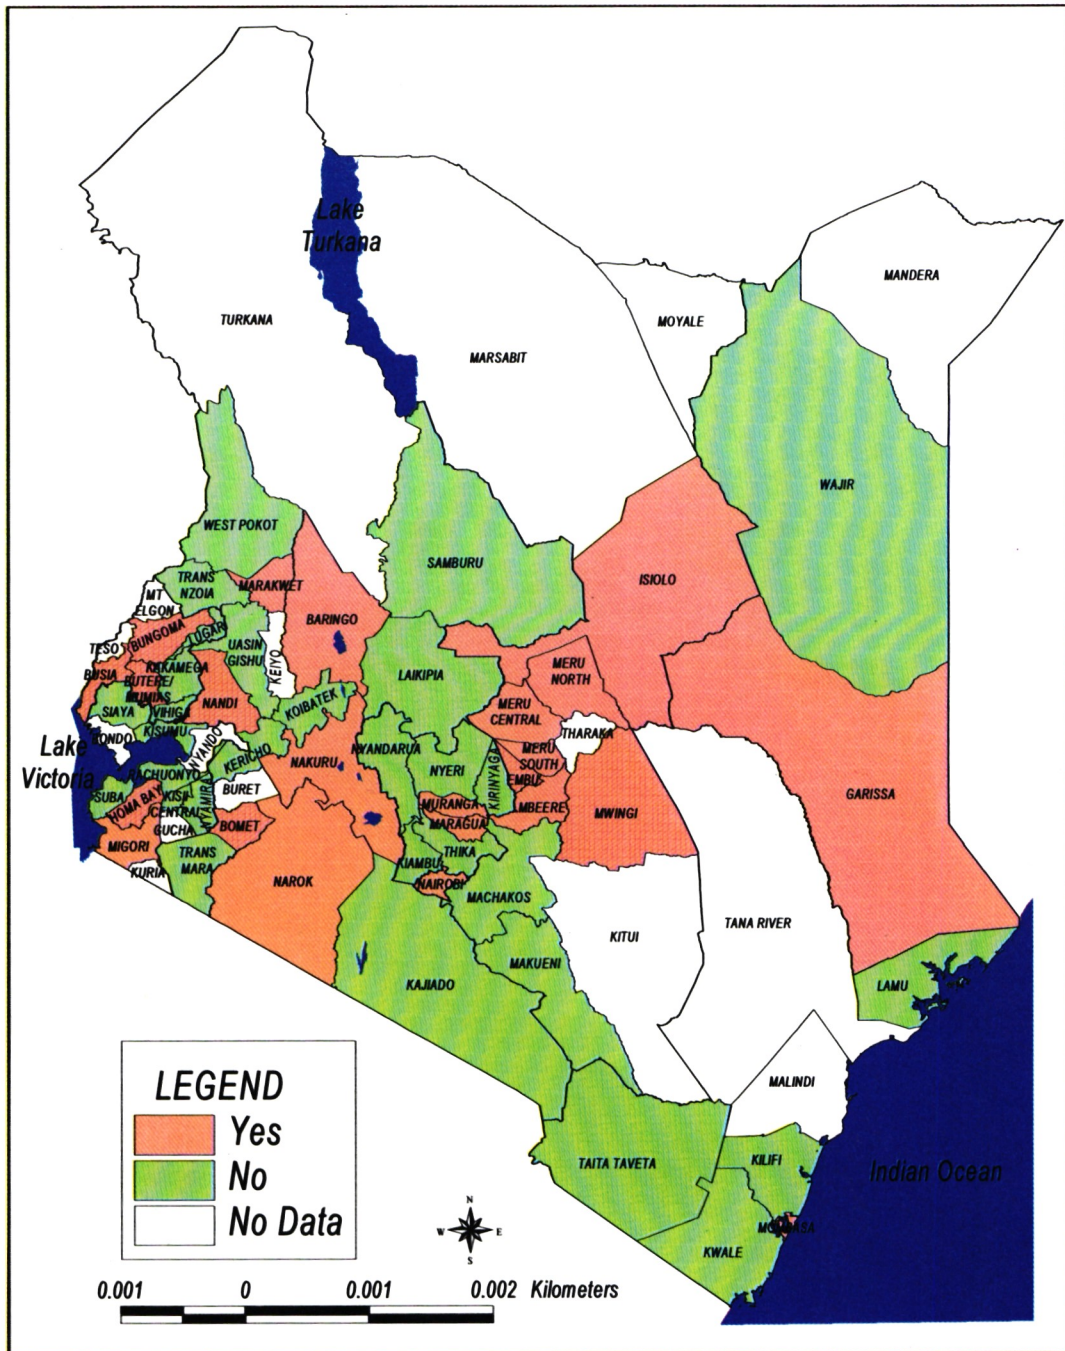 Lake
Turkana
MANDERA
TURKANA
MOYALE
MARSABIT
WAJIR
WEST POKOT
SAMBURU
TRANS
NZOIA
MARAKWET
ISIOLO
MT
ELGON
BARINGO
BUNGOMA
LUGARI
TESO
UASIN
GISHU
KEIYO
KAKAMEGA
BUSIA
BUTERE/
MUMIAS
LAIKIPIA
MERU
NORTH
NANDI
KOIBATEK
SIAYA
VIHIGA
MERU
CENTRAL
BONDO
KISUMU
NYANDO
THARAKA
Lake
Victoria
KERICHO
NYANDARUA
NAKURU
NYERI
KIRINYAGA
MERU
SOUTH
EMBU
RACHUONYO
BURET
GARISSA
SUBA
HOMA BAY
KISII
CENTRAL
NYAMIRA
MURANGA
MBEERE
MWINGI
GUCHA
BOMET
MARAGUA
MIGORI
TRANS
MARA
THIKA
KIAMBU
KURIA
NAROK
NAIROBI
MACHAKOS
TANA RIVER
KITUI
MAKUENI
KAJIADO
LAMU
MALINDI
TAITA TAVETA
KILIFI
Indian Ocean
MOMBASA
KWALE
LEGEND
Yes
No
No Data
N
W E
S
0.001 0 0.001 0.002 Kilometers